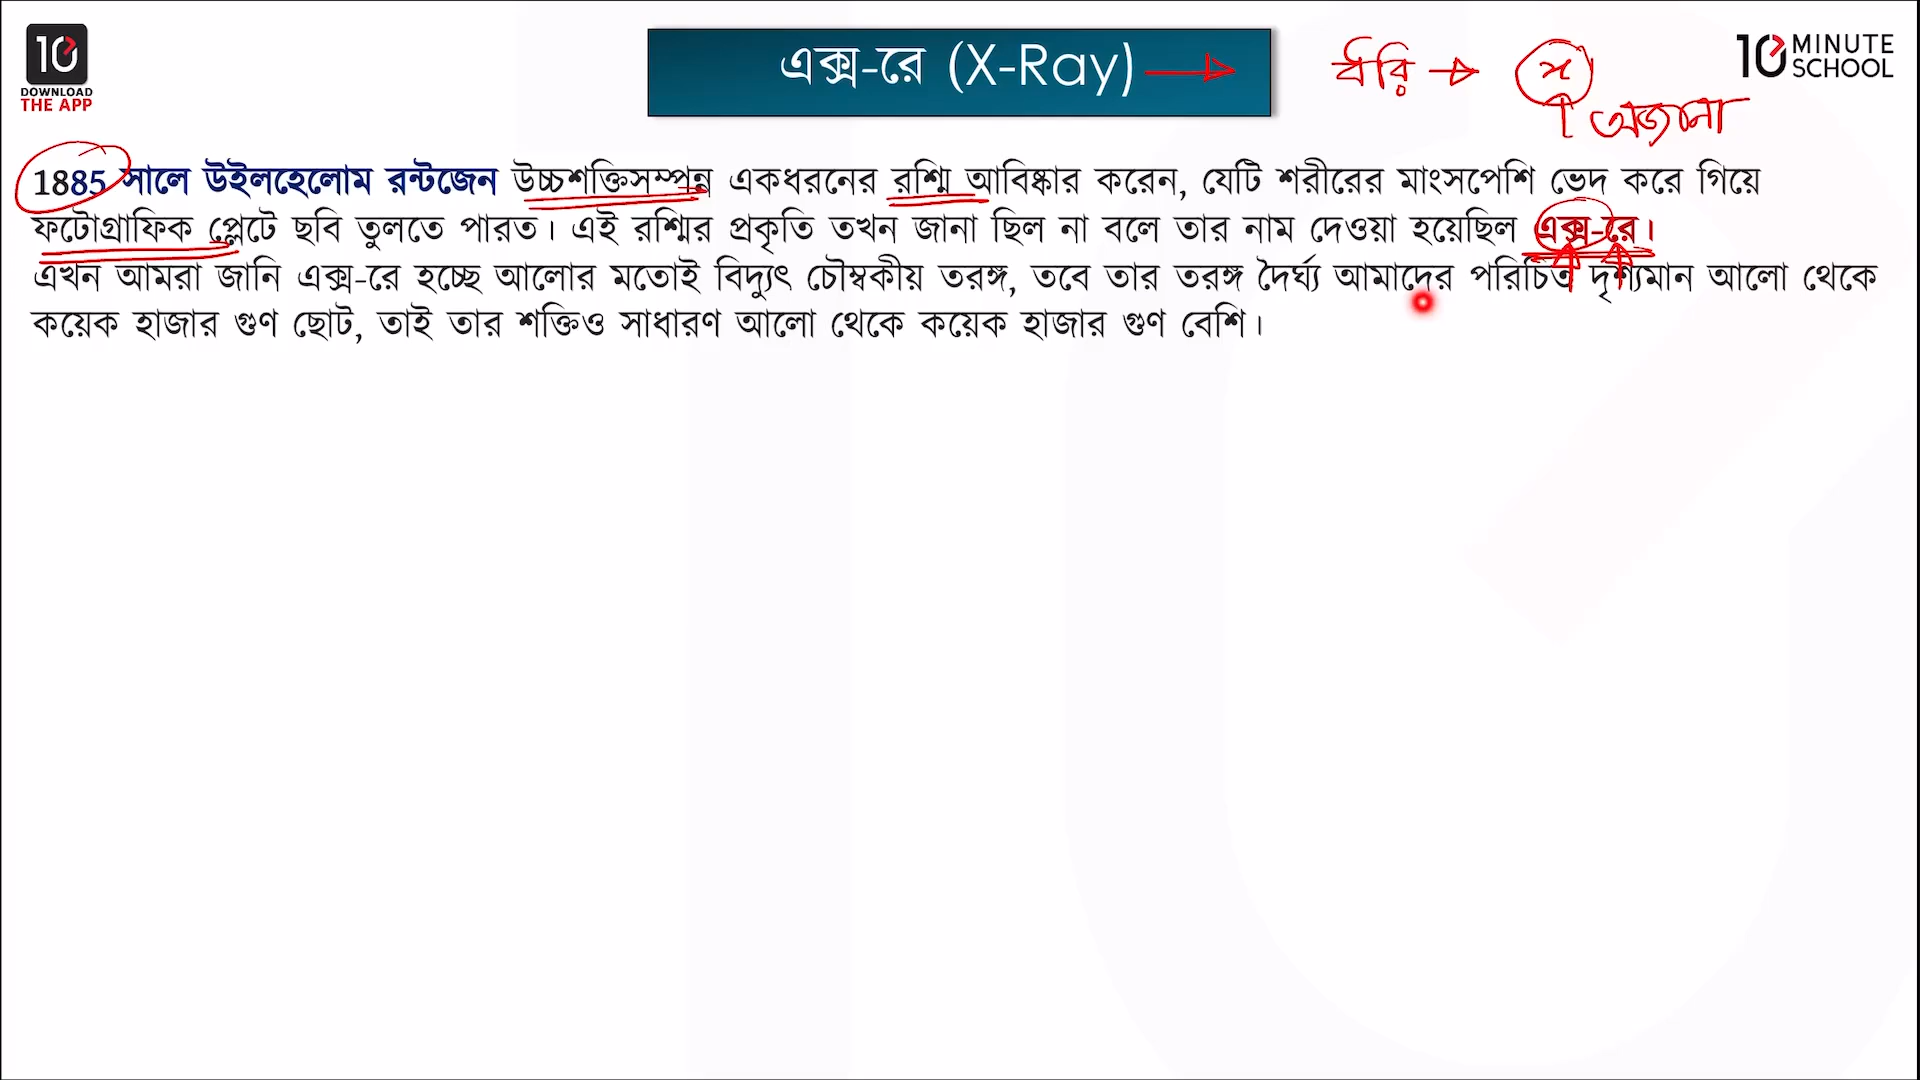 10
DOWNLOAD
THE APP
এক্স-রে (X-Ray)
ধরি → x
অজানা
10 MINUTE
SCHOOL
1885 সালে উইলহেলোম রন্টজেন উচ্চশক্তিসম্পন্ন একধরনের রশ্মি আবিষ্কার করেন, যেটি শরীরের মাংসপেশি ভেদ করে গিয়ে
ফটোগ্রাফিক প্লেটে ছবি তুলতে পারত। এই রশ্মির প্রকৃতি তখন জানা ছিল না বলে তার নাম দেওয়া হয়েছিল এক্স-রে।
এখন আমরা জানি এক্স-রে হচ্ছে আলোর মতোই বিদ্যুৎ চৌম্বকীয় তরঙ্গ, তবে তার তরঙ্গ দৈর্ঘ্য আমাদের পরিচিত দৃশ্যমান আলো থেকে
কয়েক হাজার গুণ ছোট, তাই তার শক্তিও সাধারণ আলো থেকে কয়েক হাজার গুণ বেশি।